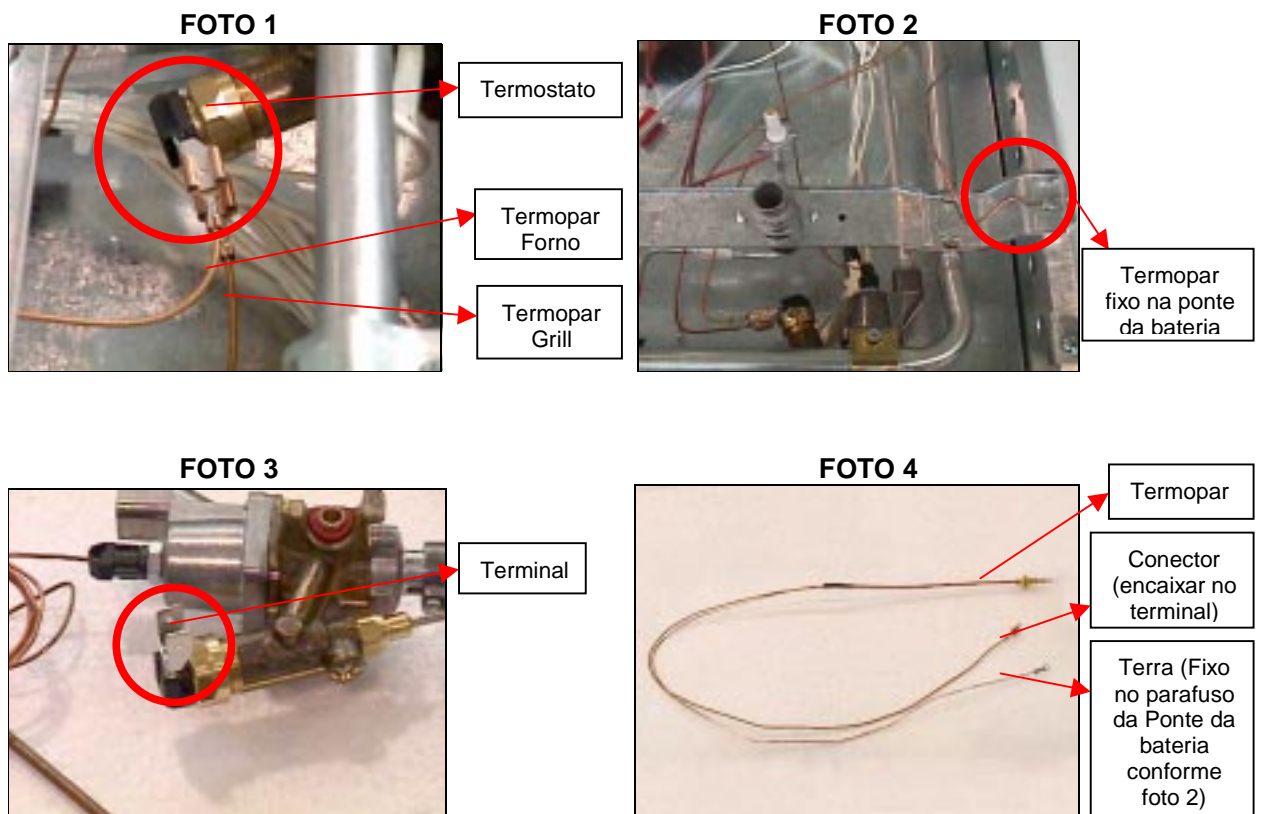 FOTO 1
Termostato
Termopar
Forno
Termopar
Grill
FOTO 2
Termopar
fixo na ponte
da bateria
FOTO 3
Terminal
FOTO 4
Termopar
Conector
(encaixar no
terminal)
Terra (Fixo
no parafuso
da Ponte da
bateria
conforme
foto 2)